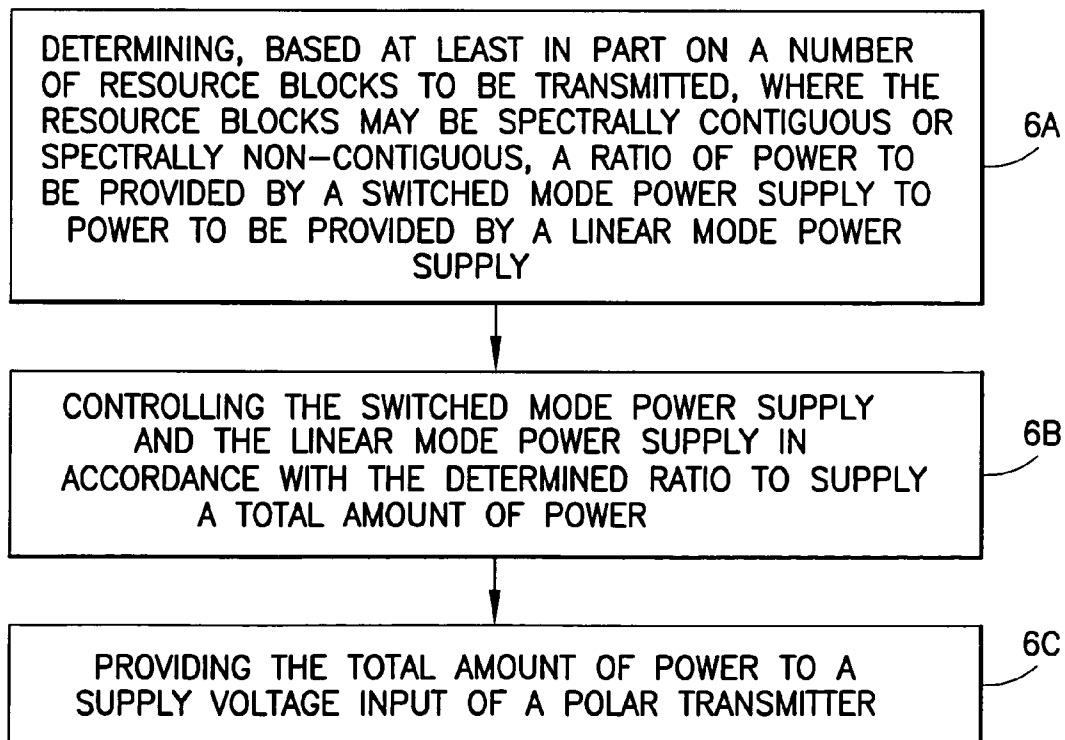 DETERMINING, BASED AT LEAST IN PART ON A NUMBER
OF RESOURCE BLOCKS TO BE TRANSMITTED, WHERE THE
RESOURCE BLOCKS MAY BE SPECTRALLY CONTIGUOUS OR
SPECTRALLY NON-CONTIGUOUS, A RATIO OF POWER TO
BE PROVIDED BY A SWITCHED MODE POWER SUPPLY TO
POWER TO BE PROVIDED BY A LINEAR MODE POWER
SUPPLY
6A
CONTROLLING THE SWITCHED MODE POWER SUPPLY
AND THE LINEAR MODE POWER SUPPLY IN
ACCORDANCE WITH THE DETERMINED RATIO TO SUPPLY
A TOTAL AMOUNT OF POWER
6B
PROVIDING THE TOTAL AMOUNT OF POWER TO A
SUPPLY VOLTAGE INPUT OF A POLAR TRANSMITTER
6C